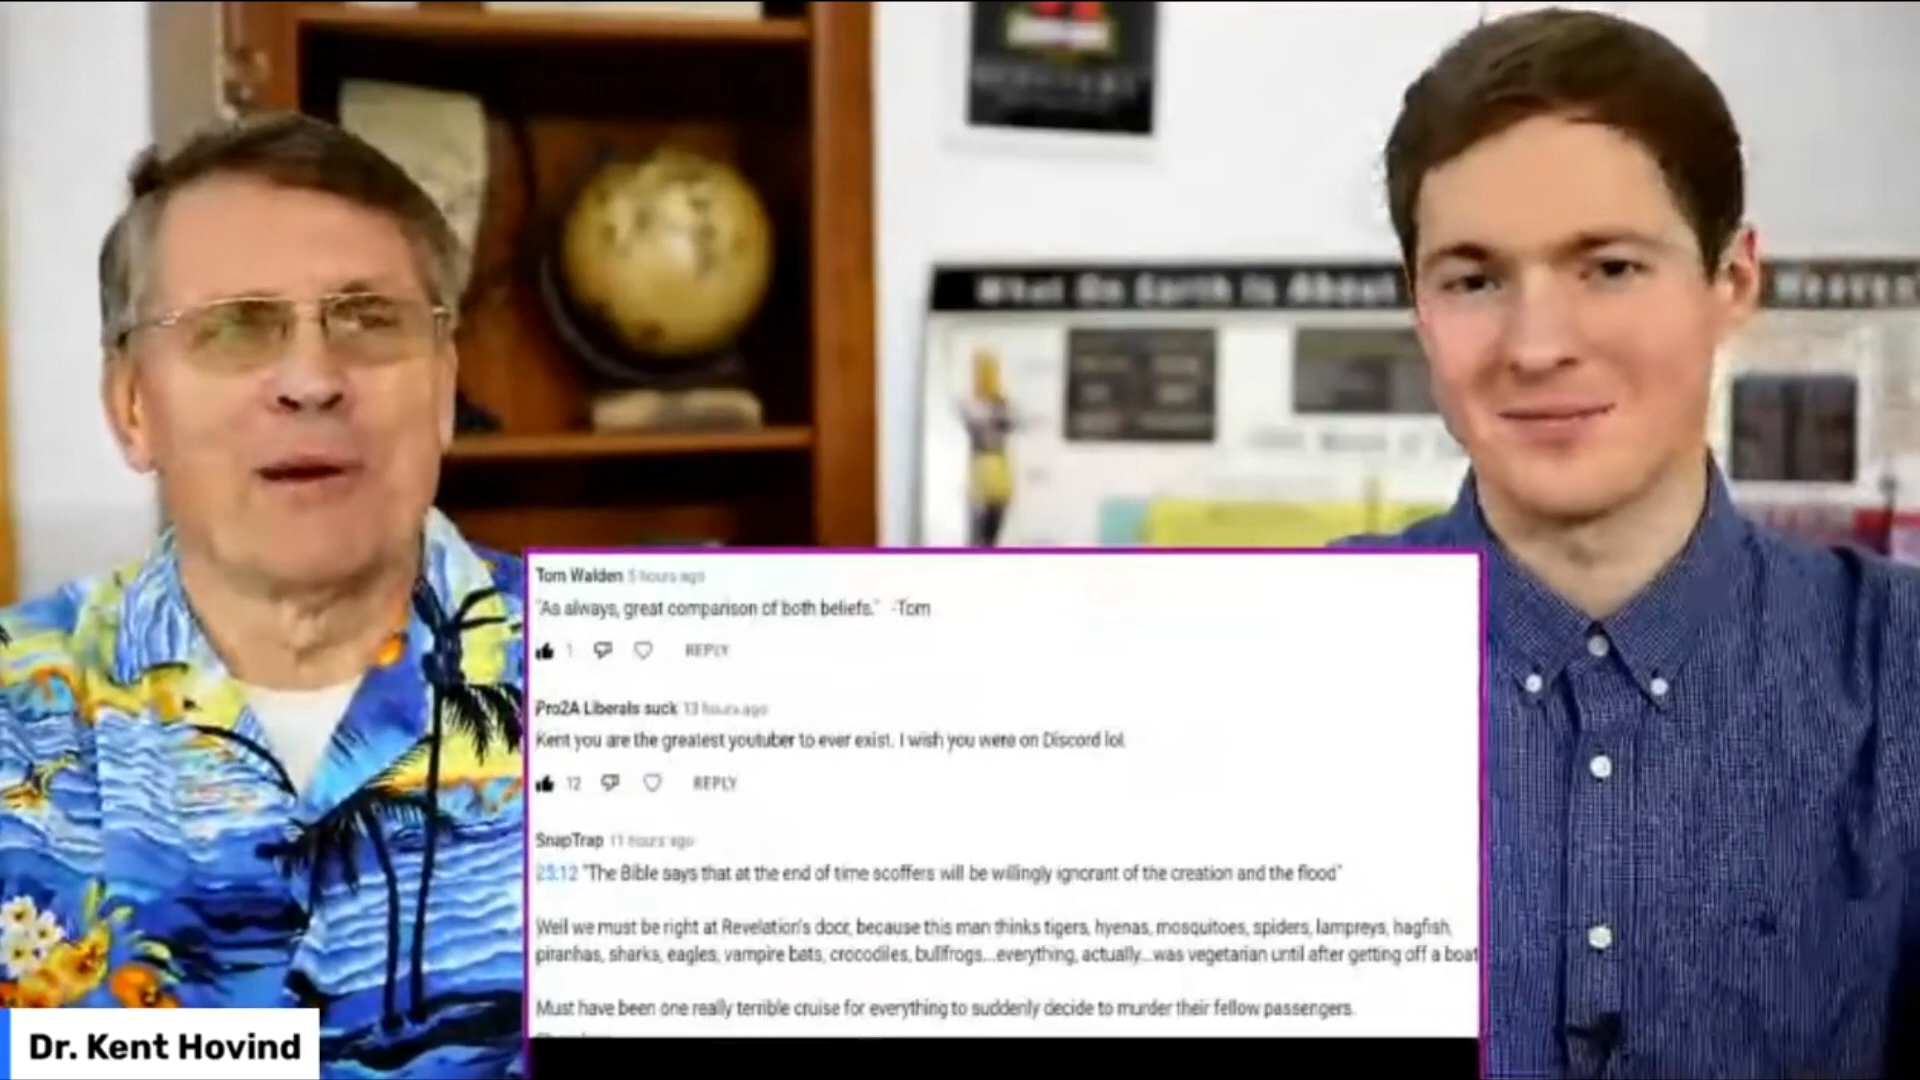 What On Earth Is About
Heaven
Tom Walden 5 hours ago
"As always, great comparison of both beliefs." -Tom
1 REPLY
Pro2A Liberals suck 13 hours ago
Kent you are the greatest youtuber to ever exist. I wish you were on Discord lol
12 REPLY
SnapTrap 11 hours ago
23:12 "The Bible says that at the end of time scoffers will be willingly ignorant of the creation and the flood"
Well we must be right at Revelation's door, because this man thinks tigers, hyenas, mosquitoes, spiders, lampreys, hagfish,
piranhas, sharks, eagles, vampire bats, crocodiles, bullfrogs...everything, actually...was vegetarian until after getting off a boat
Must have been one really terrible cruise for everything to suddenly decide to murder their fellow passengers.
Dr. Kent Hovind